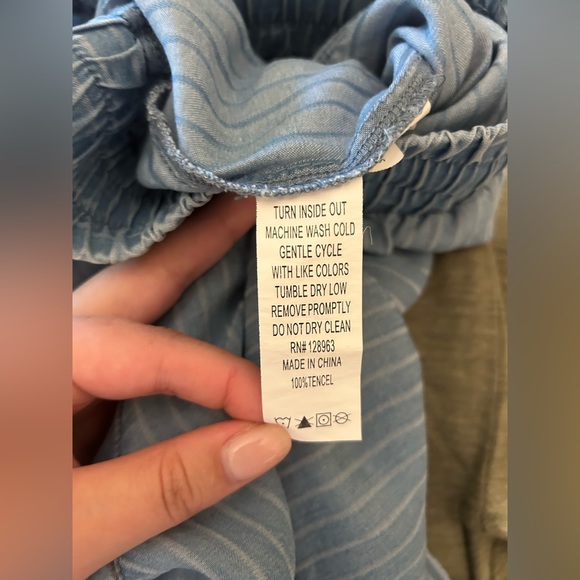 TURN INSIDE OUT
MACHINE WASH COLD
GENTLE CYCLE
WITH LIKE COLORS
TUMBLE DRY LOW
REMOVE PROMPTLY
DO NOT DRY CLEAN
RN# 128963
MADE IN CHINA
100%TENCEL